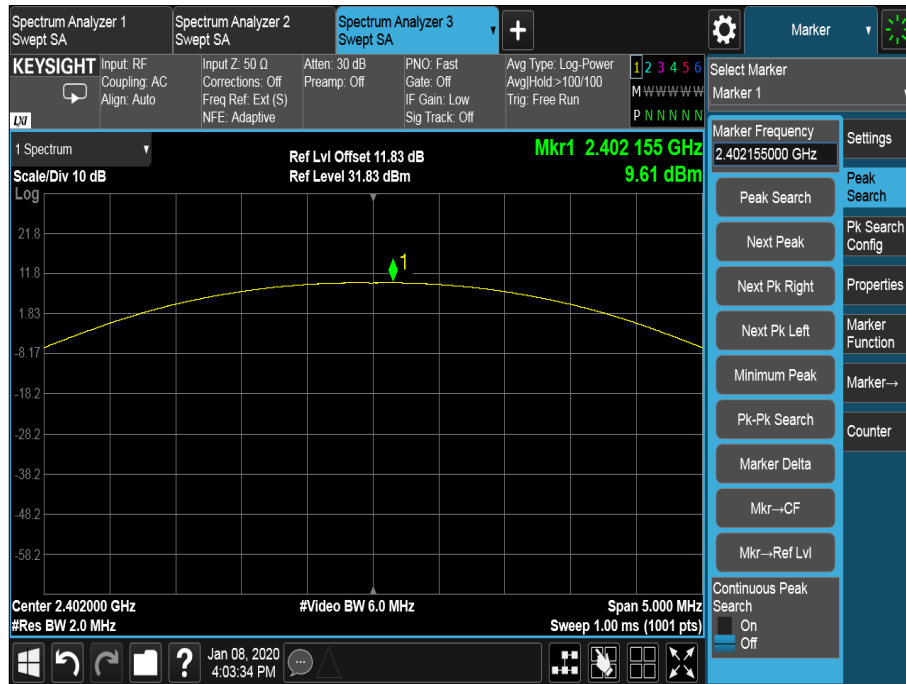 Spectrum Analyzer 1
Swept SA
Spectrum Analyzer 2
Swept SA
Spectrum Analyzer 3
Swept SA
+
Marker
KEYSIGHT
LXI
Input: RF
Coupling: AC
Align: Auto
Input Z: 50 Ω
Corrections: Off
Freq Ref: Ext (S)
NFE: Adaptive
Atten: 30 dB
Preamp: Off
PNO: Fast
Gate: Off
IF Gain: Low
Sig Track: Off
Avg Type: Log-Power
Avg|Hold:>100/100
Trig: Free Run
1 2 3 4 5 6
M W W W W W
P N N N N N
Select Marker
Marker 1
1 Spectrum
Scale/Div 10 dB
Log
Ref Lvl Offset 11.83 dB
Ref Level 31.83 dBm
Mkr1 2.402 155 GHz
9.61 dBm
21.8
11.8
1.83
-8.17
-18.2
-28.2
-38.2
-48.2
-58.2
1
Center 2.402000 GHz
#Res BW 2.0 MHz
#Video BW 6.0 MHz
Span 5.000 MHz
Sweep 1.00 ms (1001 pts)
Marker Frequency
2.402155000 GHz
Peak Search
Next Peak
Next Pk Right
Next Pk Left
Minimum Peak
Pk-Pk Search
Marker Delta
Mkr→CF
Mkr→Ref Lvl
Continuous Peak
Search
On
Off
Settings
Peak
Search
Pk Search
Config
Properties
Marker
Function
Marker→
Counter
?
Jan 08, 2020
4:03:34 PM